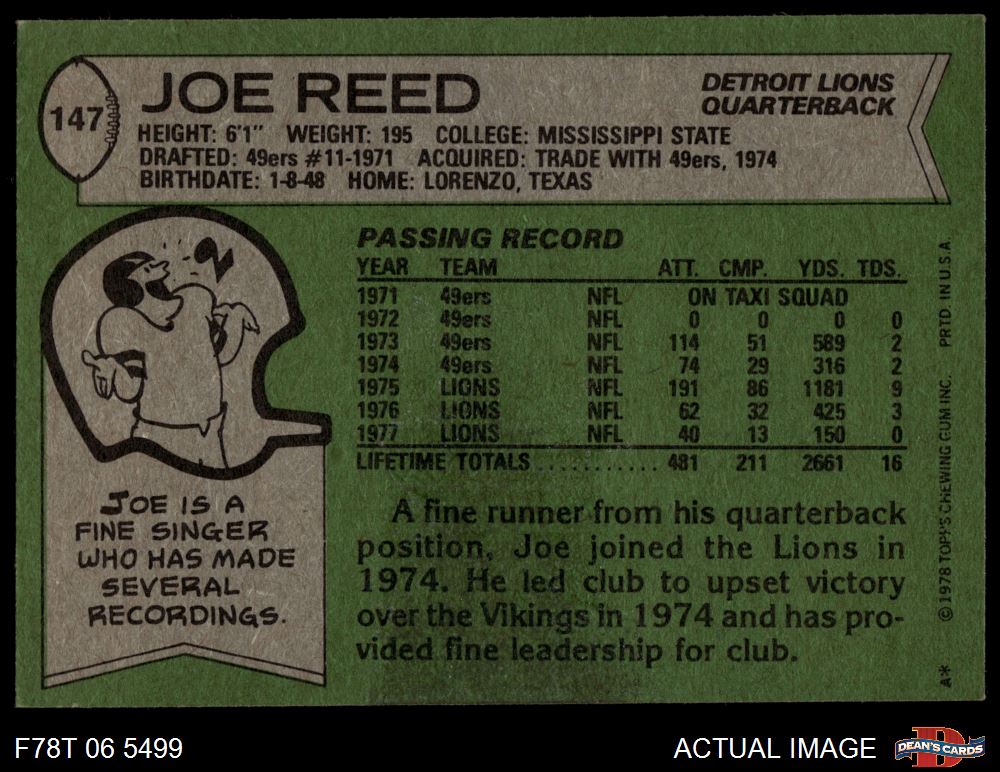 147
JOE REED
DETROIT LIONS
QUARTERBACK
HEIGHT: 6'1" WEIGHT: 195 COLLEGE: MISSISSIPPI STATE
DRAFTED: 49ers #11-1971 ACQUIRED: TRADE WITH 49ers, 1974
BIRTHDATE: 1-8-48 HOME: LORENZO, TEXAS
PASSING RECORD
YEAR TEAM ATT. CMP. YDS. TDS.
1971 49ers NFL ON TAXI SQUAD
1972 49ers NFL 0 0 0 0
1973 49ers NFL 114 51 589 2
1974 49ers NFL 74 29 316 2
1975 LIONS NFL 191 86 1181 9
1976 LIONS NFL 62 32 425 3
1977 LIONS NFL 40 13 150 0
LIFETIME TOTALS ........... 481 211 2661 16
JOE IS A
FINE SINGER
WHO HAS MADE
SEVERAL
RECORDINGS.
A fine runner from his quarterback
position, Joe joined the Lions in
1974. He led club to upset victory
over the Vikings in 1974 and has pro-
vided fine leadership for club.
A* © 1978 TOPPS CHEWING GUM INC. PRTD. IN U.S.A.
F78T 06 5499
ACTUAL IMAGE
D
DEAN'S CARDS